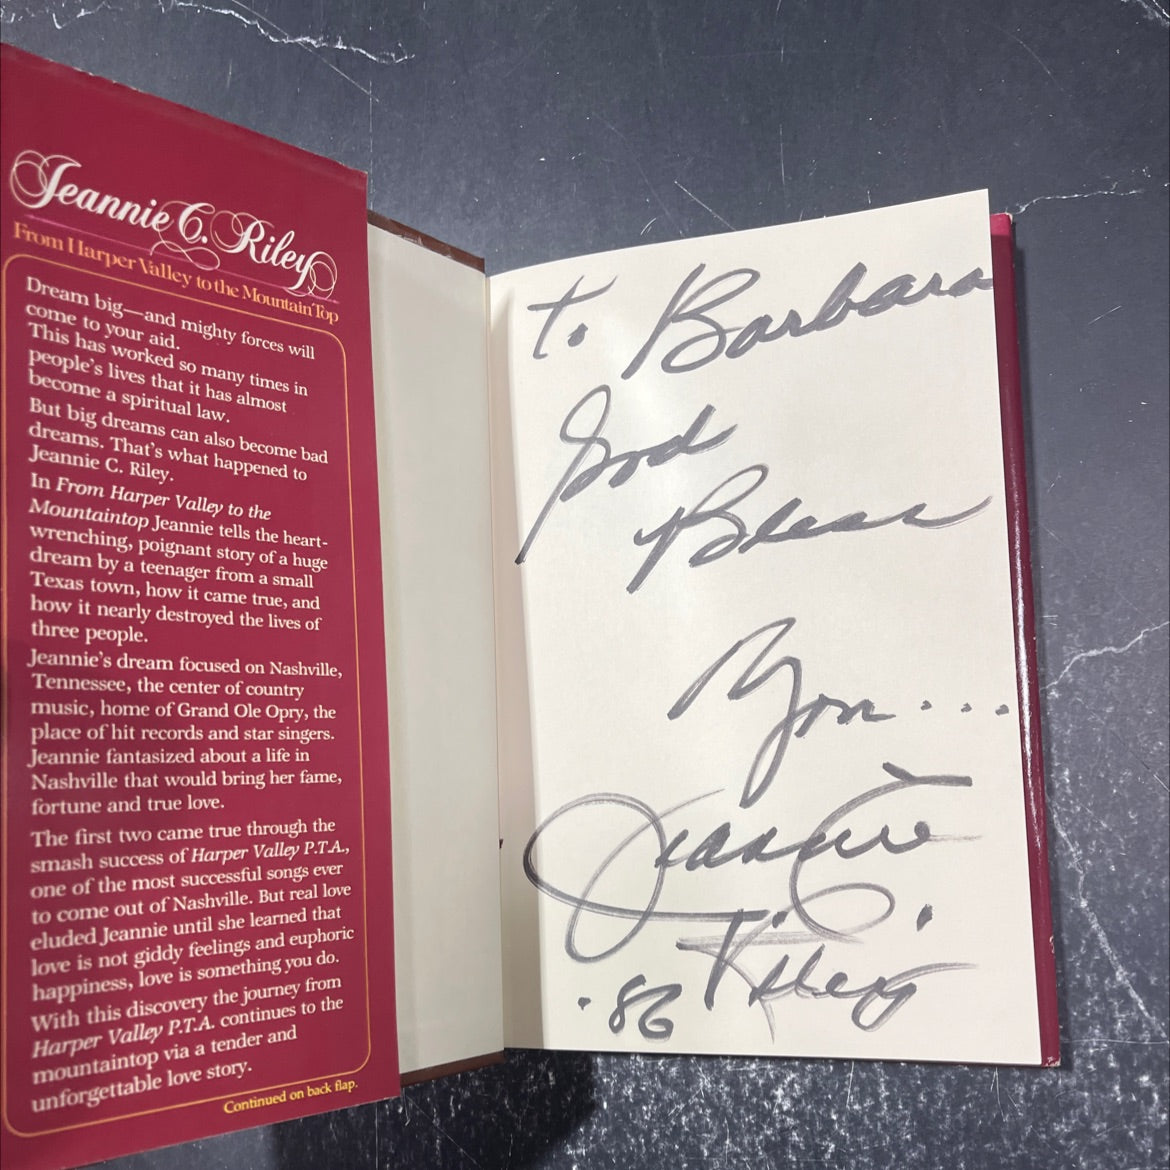 Jeannie C. Riley
From Harper Valley to the Mountain Top
Dream big—and mighty forces will
come to your aid.
This has worked so many times in
people's lives that it has almost
become a spiritual law.
But big dreams can also become bad
dreams. That's what happened to
Jeannie C. Riley.
In From Harper Valley to the
Mountaintop Jeannie tells the heart-
wrenching, poignant story of a huge
dream by a teenager from a small
Texas town, how it came true, and
how it nearly destroyed the lives of
three people.
Jeannie's dream focused on Nashville,
Tennessee, the center of country
music, home of Grand Ole Opry, the
place of hit records and star singers.
Jeannie fantasized about a life in
Nashville that would bring her fame,
fortune and true love.
The first two came true through the
smash success of Harper Valley P.T.A.,
one of the most successful songs ever
to come out of Nashville. But real love
eluded Jeannie until she learned that
love is not giddy feelings and euphoric
happiness, love is something you do.
With this discovery the journey from
Harper Valley P.T.A. continues to the
mountaintop via a tender and
unforgettable love story.
Continued on back flap.
To Barbara
God
Bless
You...
Jeannie C.
Riley
'86